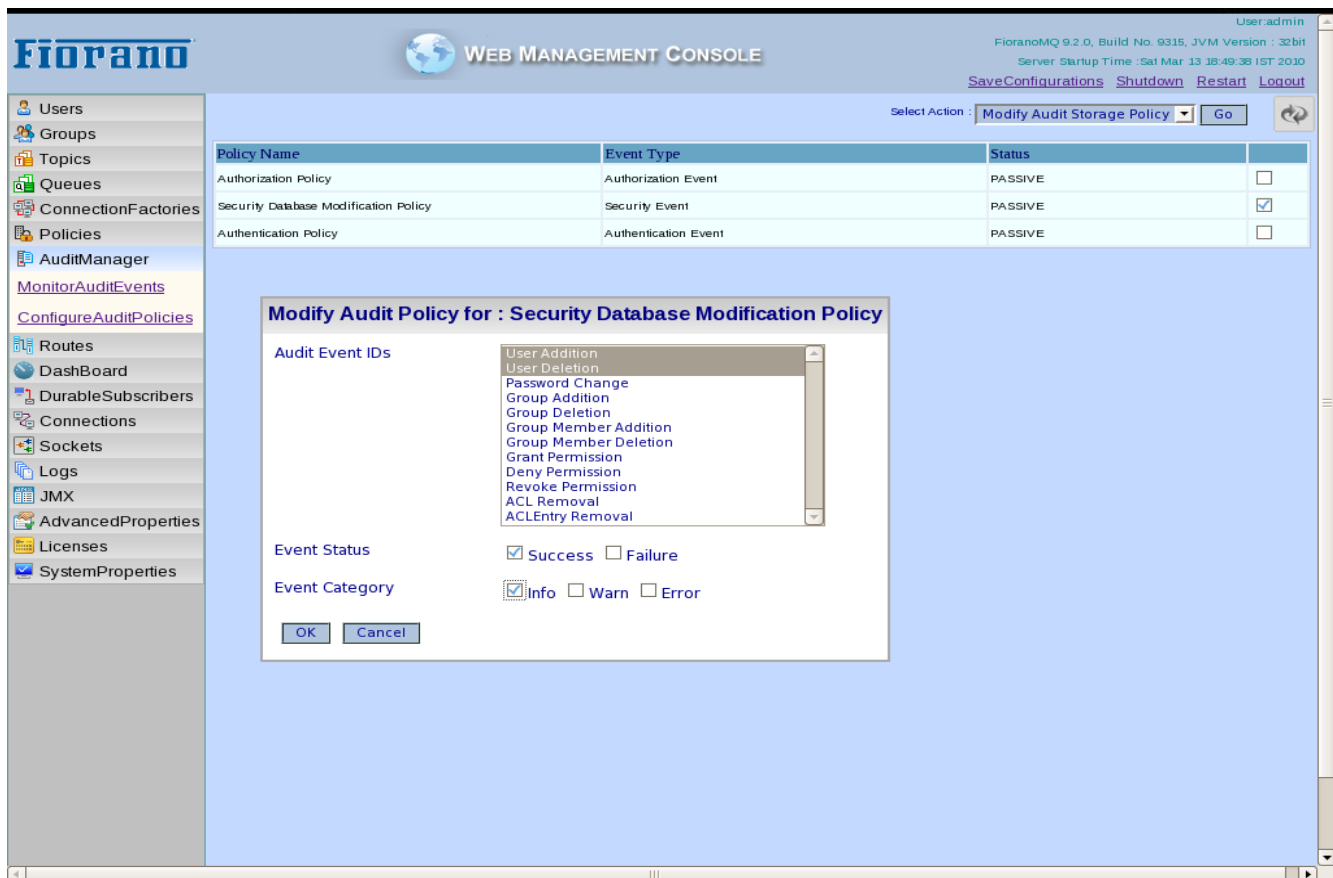 User:admin
Fiorano
WEB MANAGEMENT CONSOLE
FioranoMQ 9.2.0, Build No. 9315, JVM Version : 32bit
Server Startup Time :Sat Mar 13 18:49:38 IST 2010
SaveConfigurations Shutdown Restart Logout
Users
Groups
Topics
Queues
ConnectionFactories
Policies
AuditManager
MonitorAuditEvents
ConfigureAuditPolicies
Routes
DashBoard
DurableSubscribers
Connections
Sockets
Logs
JMX
AdvancedProperties
Licenses
SystemProperties
Select Action : Modify Audit Storage Policy Go
Policy Name Event Type Status
Authorization Policy Authorization Event PASSIVE
Security Database Modification Policy Security Event PASSIVE
Authentication Policy Authentication Event PASSIVE
Modify Audit Policy for : Security Database Modification Policy
Audit Event IDs
User Addition
User Deletion
Password Change
Group Addition
Group Deletion
Group Member Addition
Group Member Deletion
Grant Permission
Deny Permission
Revoke Permission
ACL Removal
ACLEntry Removal
Event Status Success Failure
Event Category Info Warn Error
OK Cancel